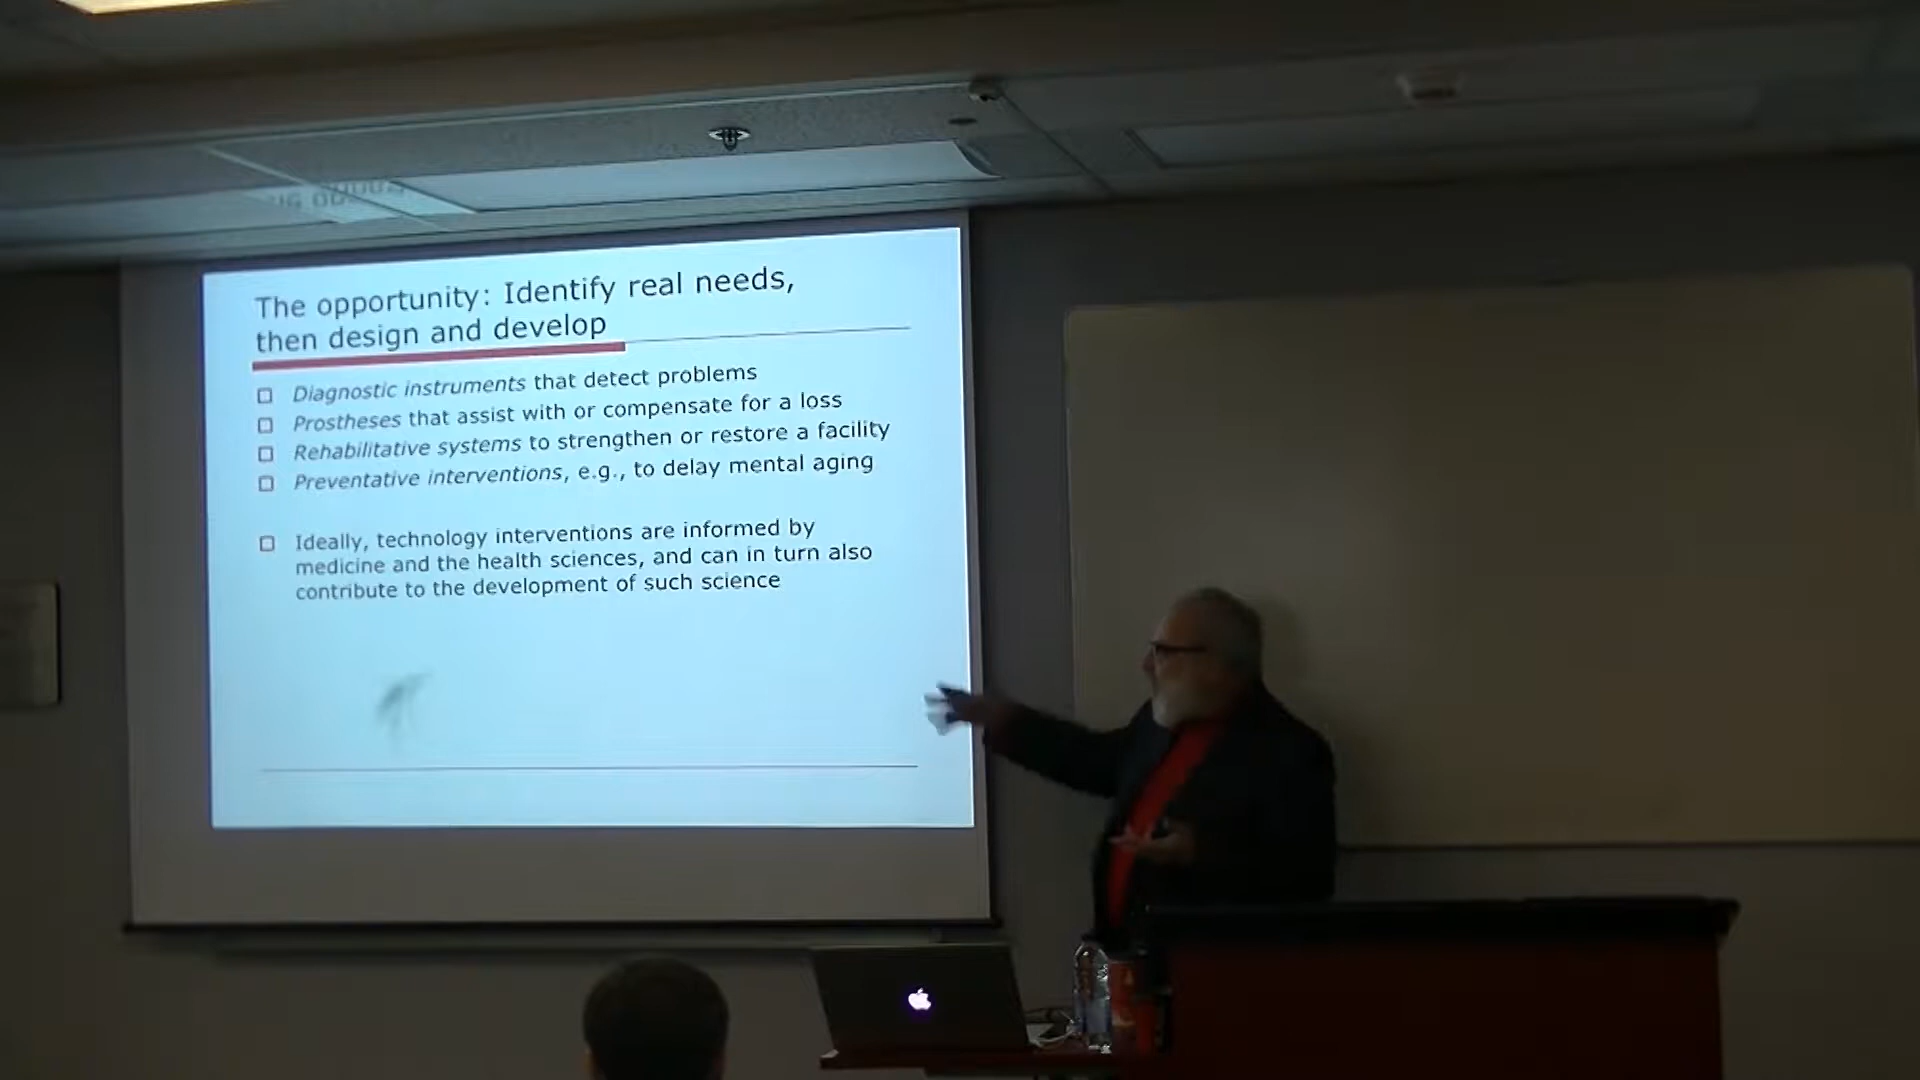 The opportunity: Identify real needs,
then design and develop
Diagnostic instruments that detect problems
Prostheses that assist with or compensate for a loss
Rehabilitative systems to strengthen or restore a facility
Preventative interventions, e.g., to delay mental aging
Ideally, technology interventions are informed by
medicine and the health sciences, and can in turn also
contribute to the development of such science